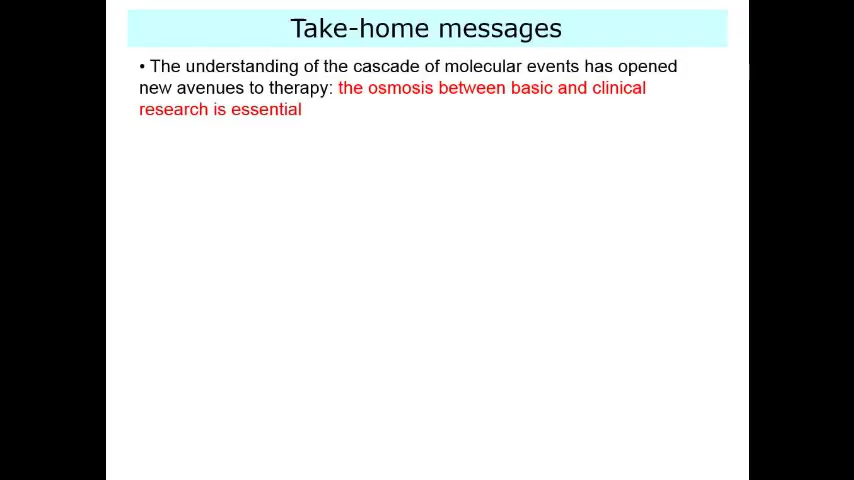 Take-home messages
• The understanding of the cascade of molecular events has opened
new avenues to therapy: the osmosis between basic and clinical
research is essential